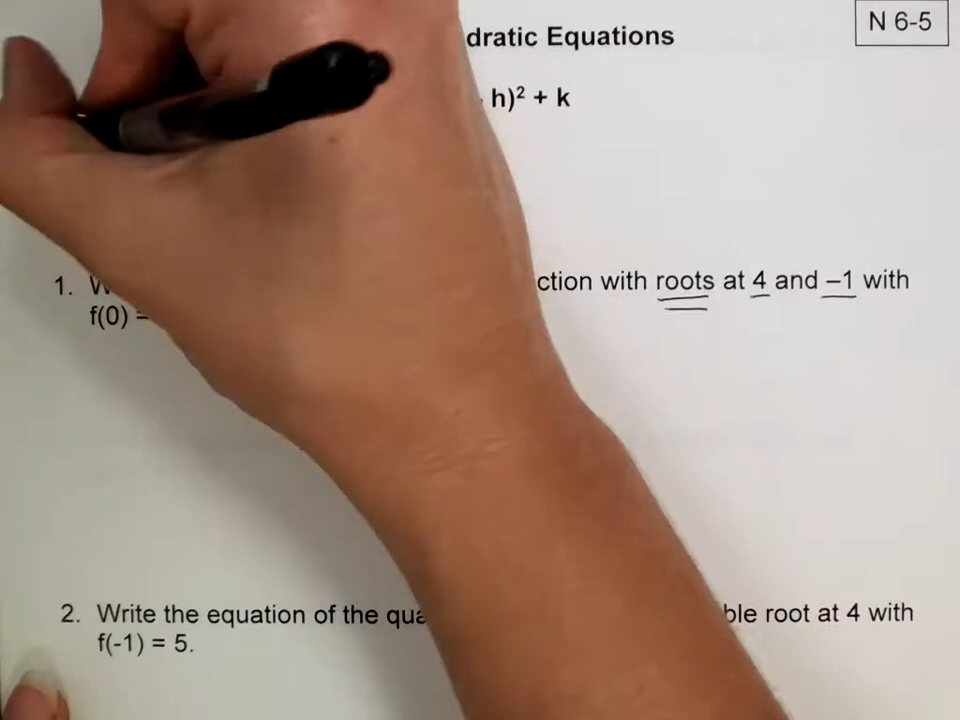 dratic Equations
N 6-5
h)² + k
1. W ction with roots at 4 and –1 with
f(0) =
2. Write the equation of the qua ble root at 4 with
f(-1) = 5.